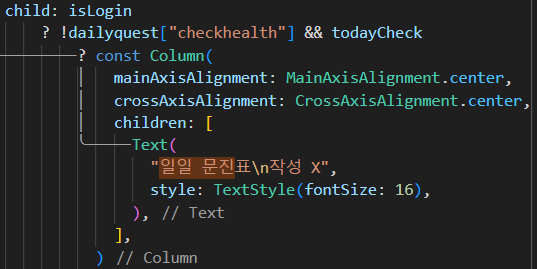 child: isLogin
? !dailyquest["checkhealth"] && todayCheck
? const Column(
mainAxisAlignment: MainAxisAlignment.center,
crossAxisAlignment: CrossAxisAlignment.center,
children: [
Text(
"일일 문진표\n작성 X",
style: TextStyle(fontSize: 16),
), // Text
],
) // Column